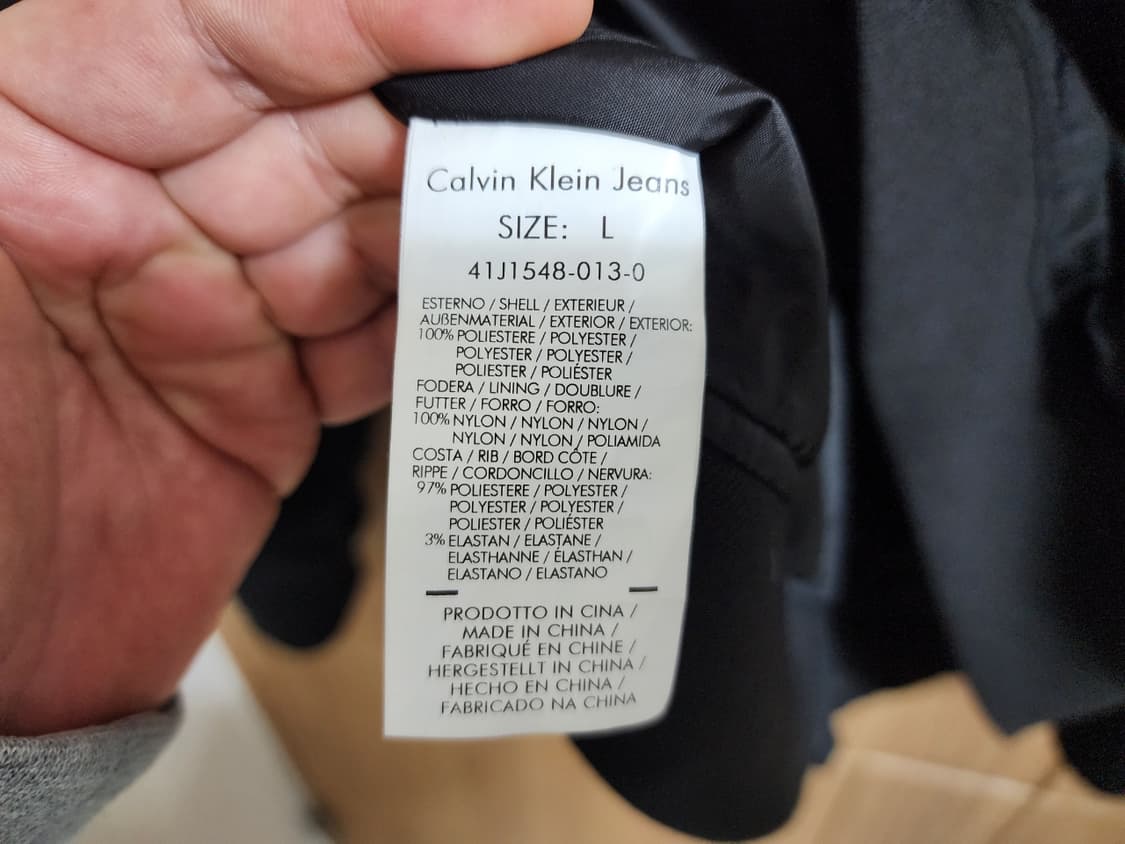 Calvin Klein Jeans
SIZE: L
41J1548-013-0
ESTERNO / SHELL / EXTERIEUR /
AUßENMATERIAL / EXTERIOR / EXTERIOR:
100% POLIESTERE / POLYESTER /
POLYESTER / POLYESTER /
POLIESTER / POLIÉSTER
FODERA / LINING / DOUBLURE /
FUTTER / FORRO / FORRO:
100% NYLON / NYLON / NYLON /
NYLON / NYLON / POLIAMIDA
COSTA / RIB / BORD CÔTE /
RIPPE / CORDONCILLO / NERVURA:
97% POLIESTERE / POLYESTER /
POLYESTER / POLYESTER /
POLIESTER / POLIÉSTER
3% ELASTAN / ELASTANE /
ELASTHANNE / ÉLASTHAN /
ELASTANO / ELASTANO
PRODOTTO IN CINA /
MADE IN CHINA /
FABRIQUÉ EN CHINE /
HERGESTELLT IN CHINA /
HECHO EN CHINA /
FABRICADO NA CHINA